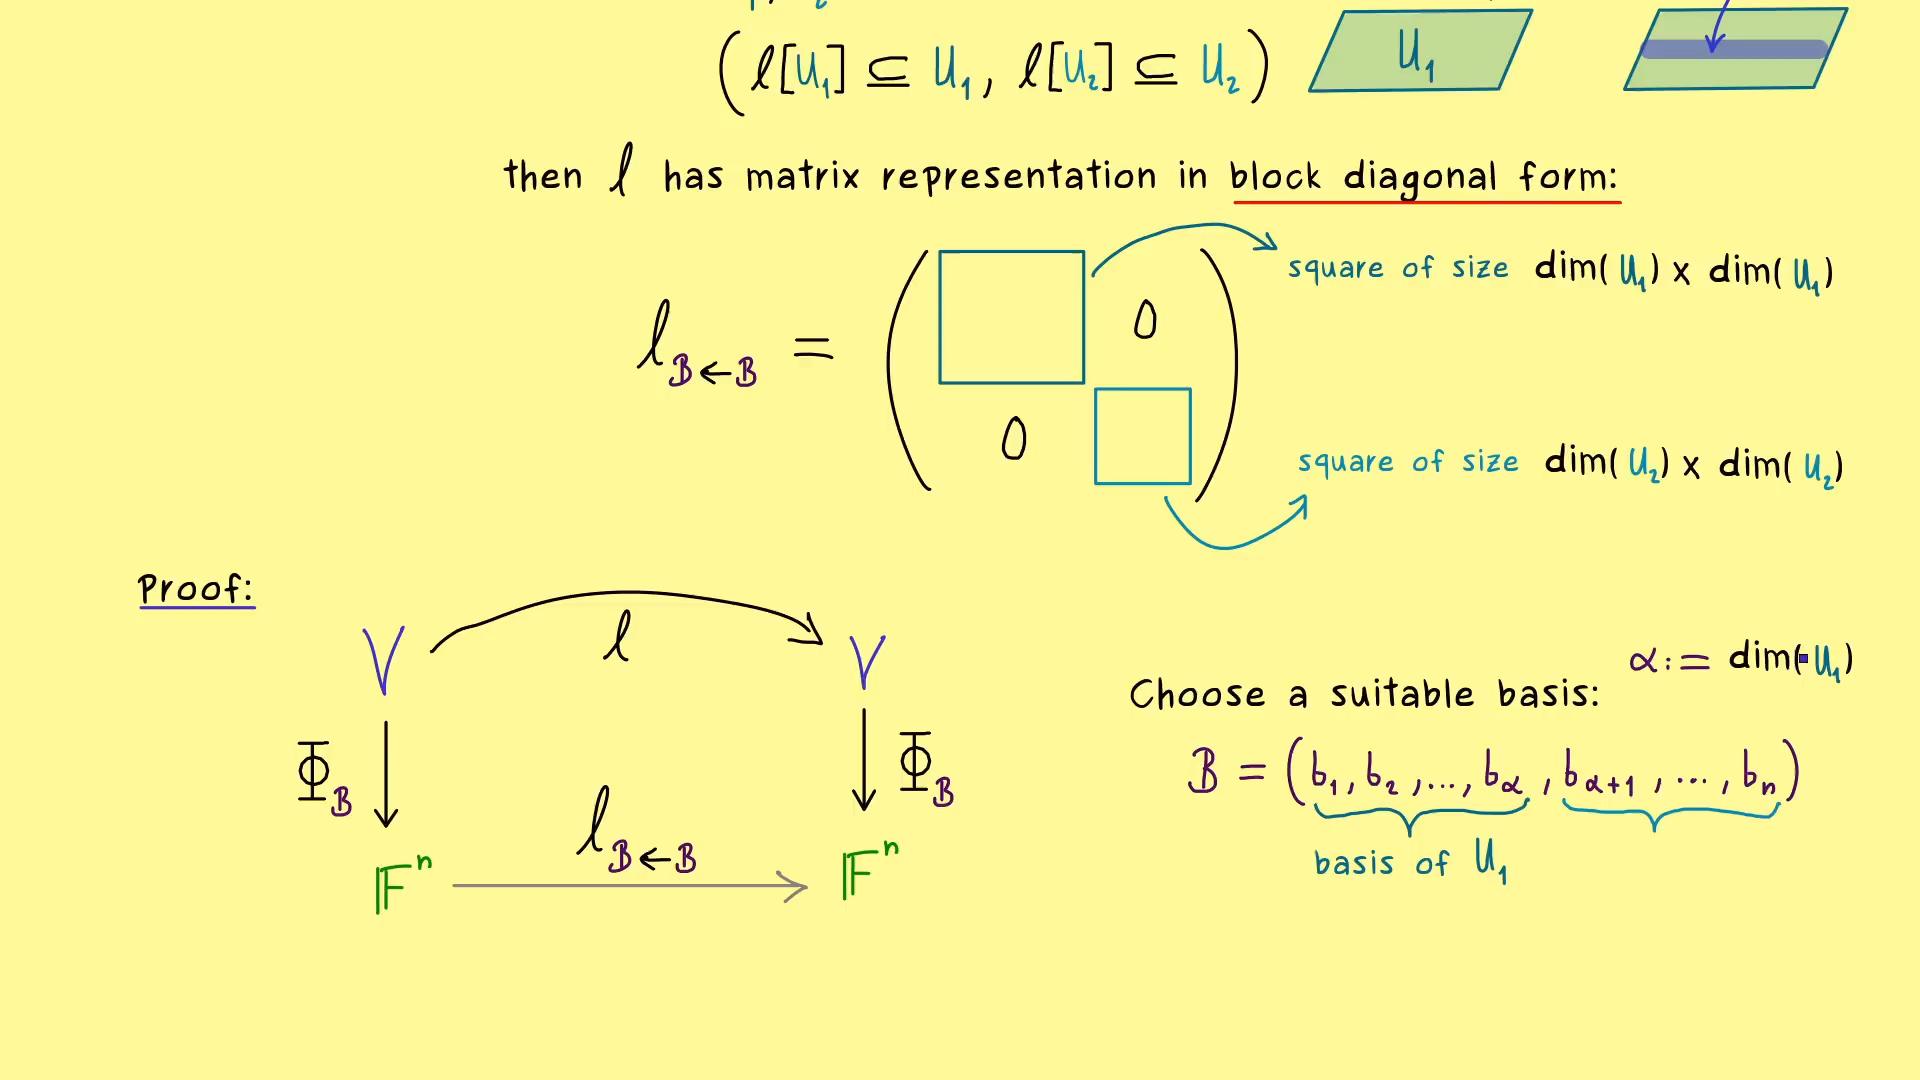 (ℓ[U₁] ⊆ U₁, ℓ[U₂] ⊆ U₂) U₁
then ℓ has matrix representation in block diagonal form:
square of size dim(U₁) x dim(U₁)
ℓ_{B←B} = ( 0
0 )
square of size dim(U₂) x dim(U₂)
Proof:
V ℓ V
Φ_B Φ_B
ℓ_{B←B}
𝔽ⁿ 𝔽ⁿ
α := dim(U₁)
Choose a suitable basis:
B = (b₁, b₂, ..., b_α, b_{α+1}, ..., b_n)
basis of U₁